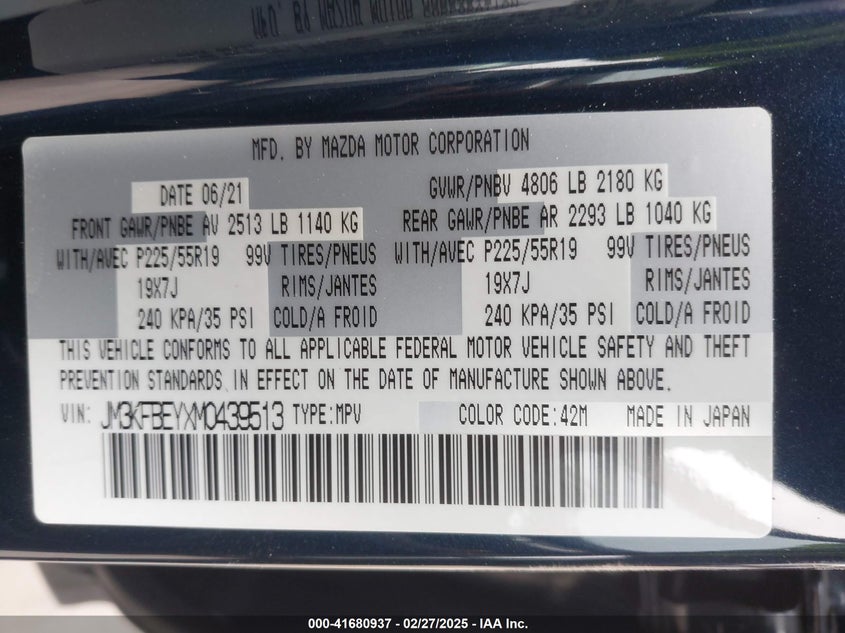 MFD. BY MAZDA MOTOR CORPORATION
DATE 06/21 GVWR/PNBV 4806 LB 2180 KG
FRONT GAWR/PNBE AV 2513 LB 1140 KG REAR GAWR/PNBE AR 2293 LB 1040 KG
WITH/AVEC P225/55R19 99V TIRES/PNEUS WITH/AVEC P225/55R19 99V TIRES/PNEUS
19X7J RIMS/JANTES 19X7J RIMS/JANTES
240 KPA/35 PSI COLD/A FROID 240 KPA/35 PSI COLD/A FROID
THIS VEHICLE CONFORMS TO ALL APPLICABLE FEDERAL MOTOR VEHICLE SAFETY AND THEFT
PREVENTION STANDARDS IN EFFECT ON THE DATE OF MANUFACTURE SHOWN ABOVE.
VIN: JM3KFBEYXM0439513 TYPE:MPV COLOR CODE:42M MADE IN JAPAN
000-41680937 - 02/27/2025 - IAA Inc.